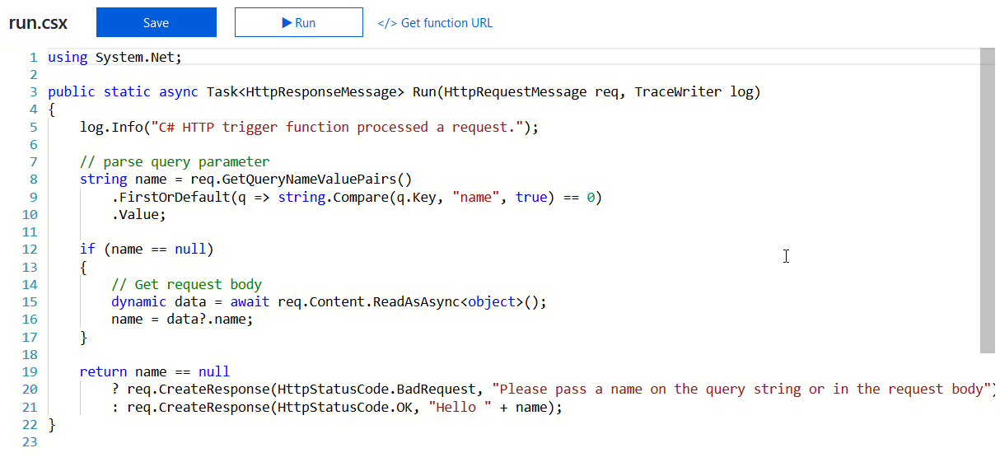 run.csx Save Run </> Get function URL
1 using System.Net;
2
3 public static async Task<HttpResponseMessage> Run(HttpRequestMessage req, TraceWriter log)
4 {
5     log.Info("C# HTTP trigger function processed a request.");
6
7     // parse query parameter
8     string name = req.GetQueryNameValuePairs()
9         .FirstOrDefault(q => string.Compare(q.Key, "name", true) == 0)
10         .Value;
11
12     if (name == null)
13     {
14         // Get request body
15         dynamic data = await req.Content.ReadAsAsync<object>();
16         name = data?.name;
17     }
18
19     return name == null
20         ? req.CreateResponse(HttpStatusCode.BadRequest, "Please pass a name on the query string or in the request body")
21         : req.CreateResponse(HttpStatusCode.OK, "Hello " + name);
22 }
23